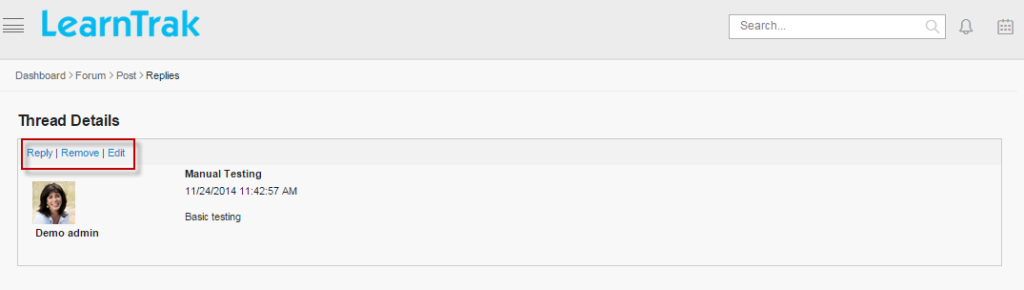 LearnTrak
Search...
Dashboard > Forum > Post > Replies
Thread Details
Reply | Remove | Edit
Manual Testing
11/24/2014 11:42:57 AM
Basic testing
Demo admin